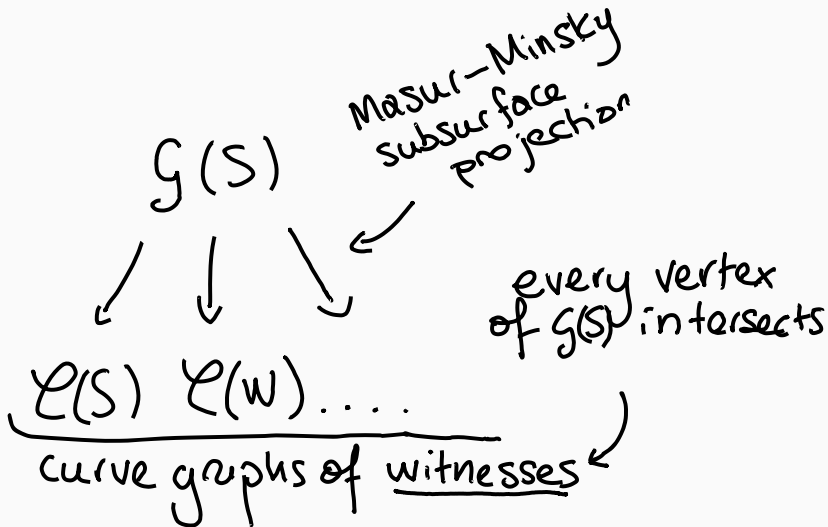 Masur-Minsky
subsurface
projection
G(S)
every vertex
of G(S) intersects
C(S) C(W)....
curve graphs of witnesses